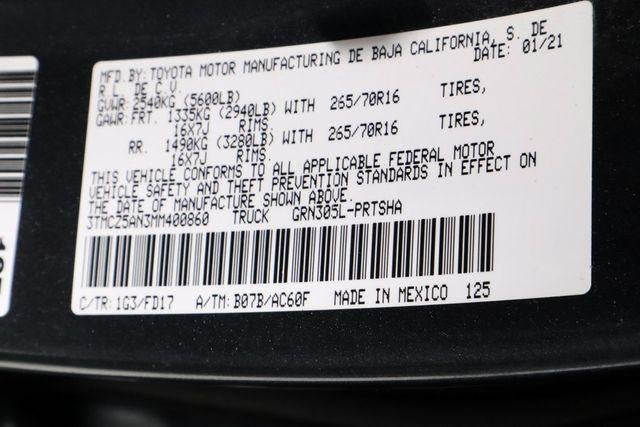 MFD. BY: TOYOTA MOTOR MANUFACTURING DE BAJA CALIFORNIA, S. DE
R L. DE C.V. DATE: 01/21
GVWR: 2540KG (5600LB)
GAWR: FRT. 1335KG (2940LB) WITH 265/70R16 TIRES,
16X7J RIMS.
RR. 1490KG (3280LB) WITH 265/70R16 TIRES,
16X7J RIMS.
THIS VEHICLE CONFORMS TO ALL APPLICABLE FEDERAL MOTOR
VEHICLE SAFETY AND THEFT PREVENTION STANDARDS IN EFFECT ON
THE DATE OF MANUFACTURE SHOWN ABOVE.
3TMCZ5AN3MM400860 TRUCK GRN305L-PRTSHA
C/TR: 1G3/FD17 A/TM: B07B/AC60F MADE IN MEXICO 125